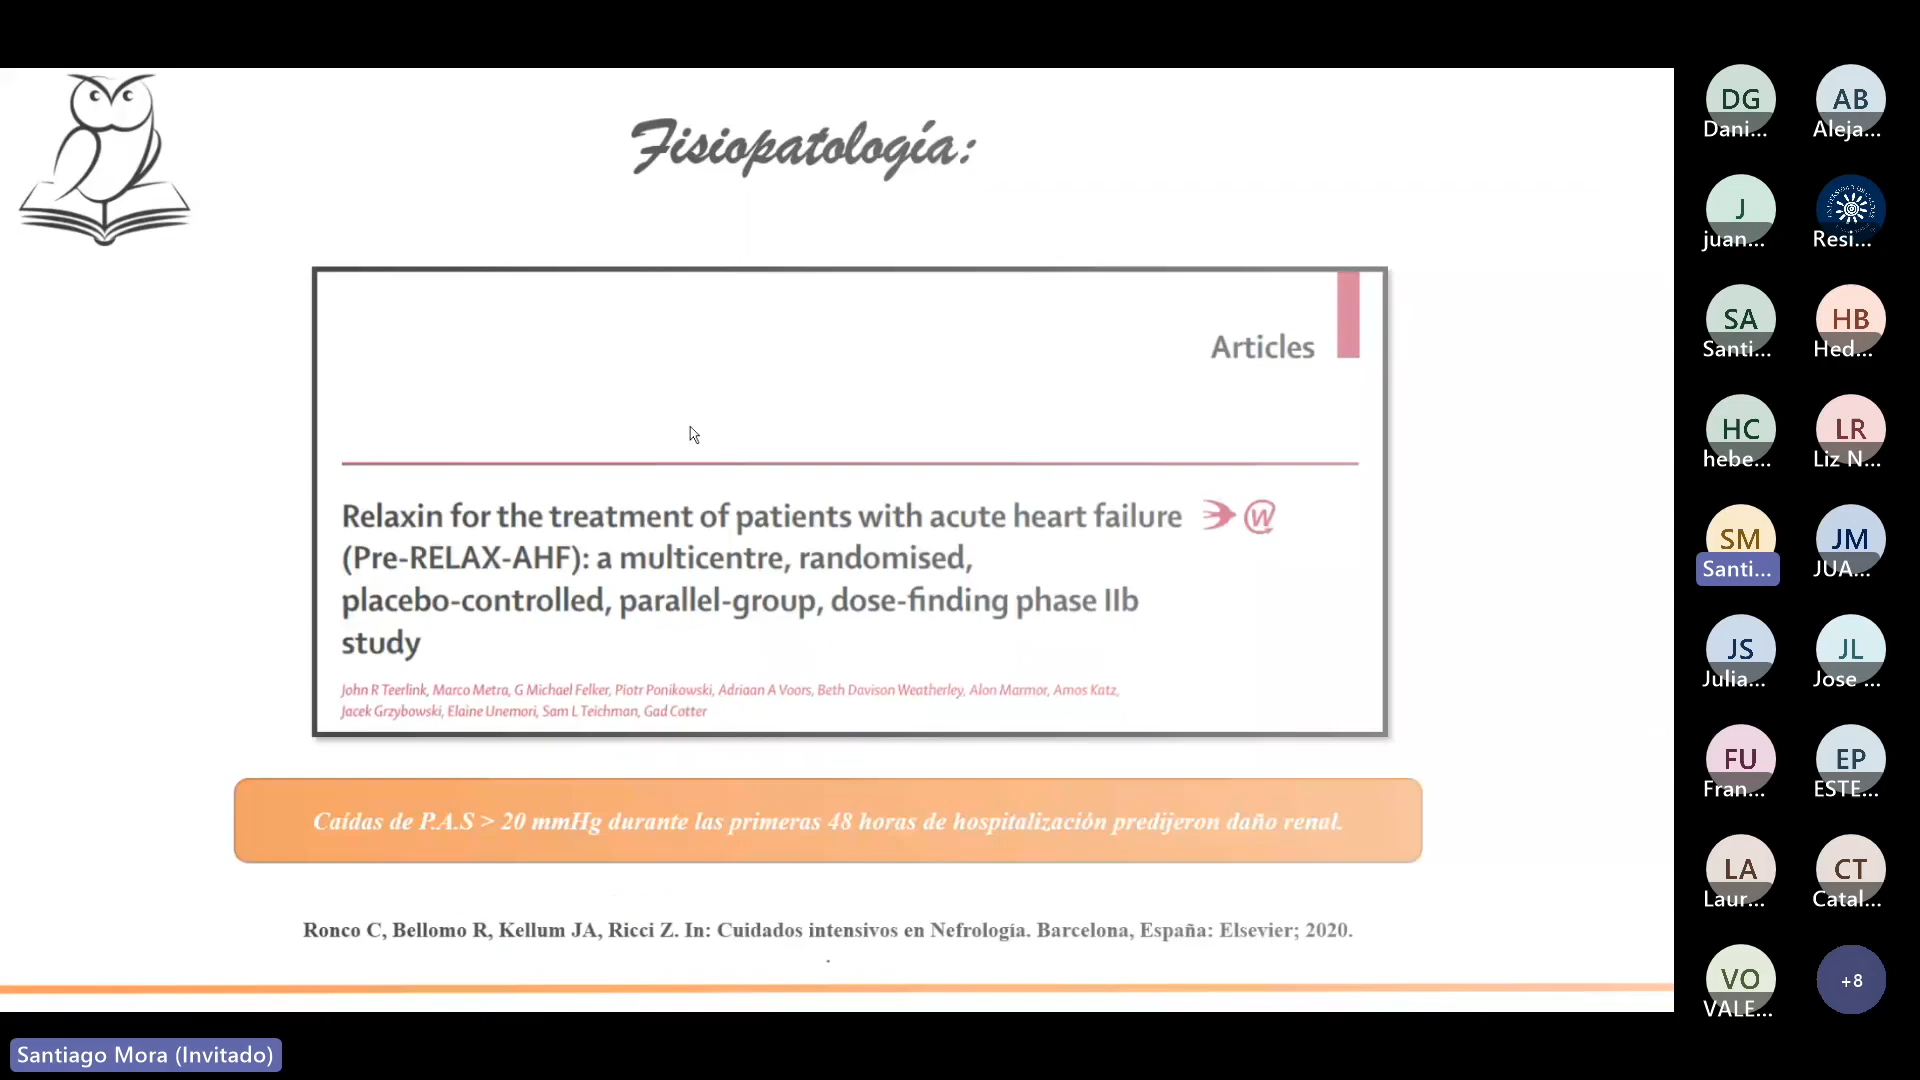 Fisiopatología:
Articles
Relaxin for the treatment of patients with acute heart failure
(Pre-RELAX-AHF): a multicentre, randomised,
placebo-controlled, parallel-group, dose-finding phase IIb
study
John R Teerlink, Marco Metra, G Michael Felker, Piotr Ponikowski, Adriaan A Voors, Beth Davison Weatherley, Alon Marmor, Amos Katz,
Jacek Grzybowski, Elaine Unemori, Sam L Teichman, Gad Cotter
Caídas de P.A.S > 20 mmHg durante las primeras 48 horas de hospitalización predijeron daño renal.
Ronco C, Bellomo R, Kellum JA, Ricci Z. In: Cuidados intensivos en Nefrología. Barcelona, España: Elsevier; 2020.
.
DG AB
Dani... Aleja...
J
juan... Resi...
SA HB
Santi... Hed...
HC LR
hebe... Liz N...
SM JM
Santi... JUA...
JS JL
Julia... Jose ...
FU EP
Fran... ESTE...
LA CT
Laur... Catal...
VO +8
VALE...
Santiago Mora (Invitado)